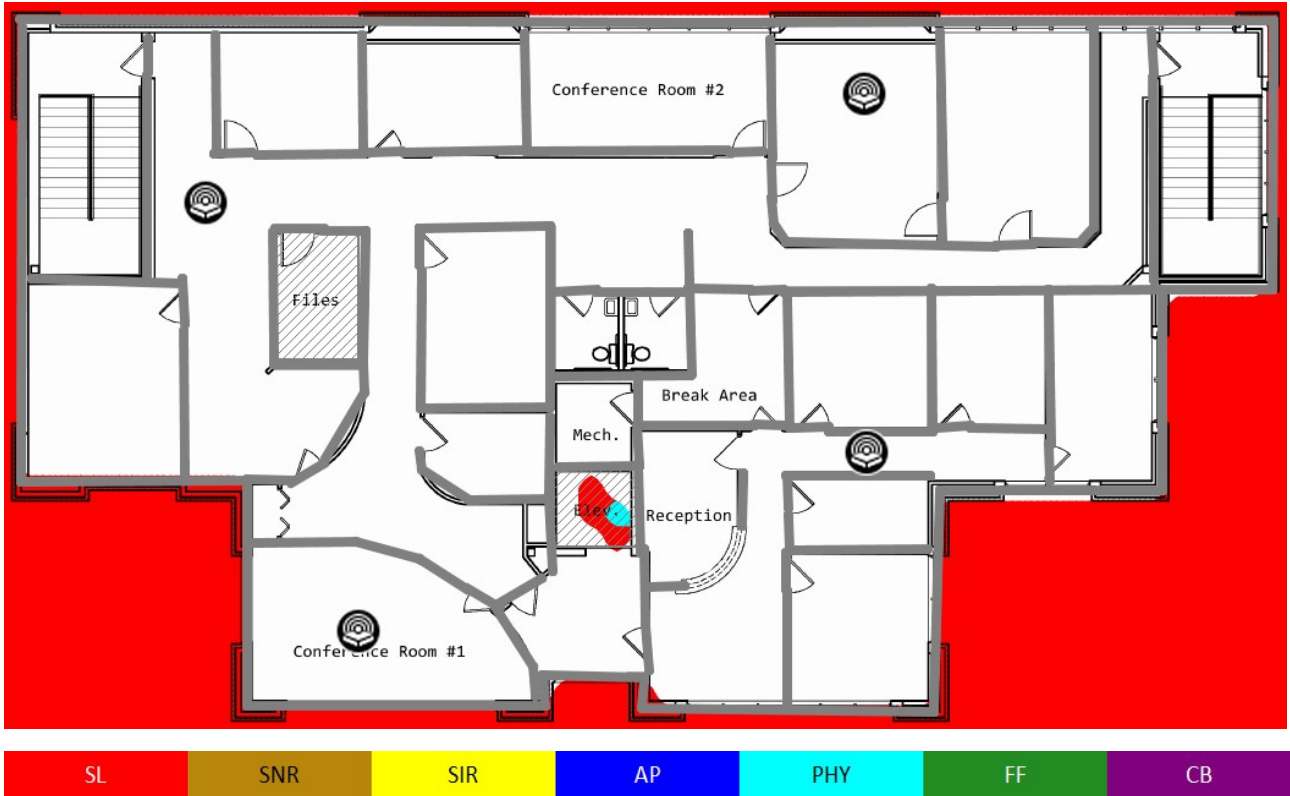 Conference Room #2
Files
Break Area
Mech.
Elev.
Reception
Conference Room #1
SL SNR SIR AP PHY FF CB